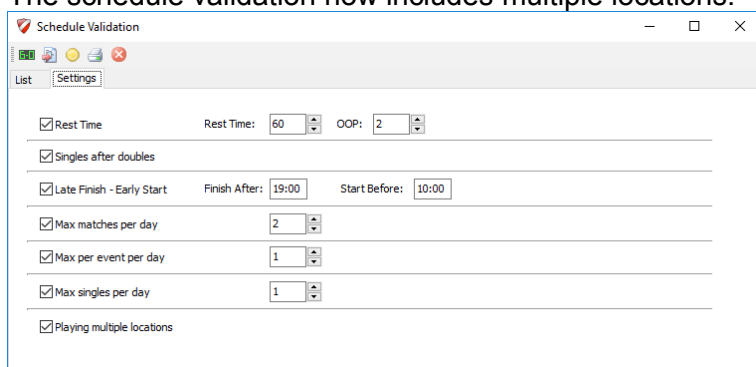 The schedule validation now includes multiple locations.
Schedule Validation
List Settings
Rest Time Rest Time: 60 OOP: 2
Singles after doubles
Late Finish - Early Start Finish After: 19:00 Start Before: 10:00
Max matches per day 2
Max per event per day 1
Max singles per day 1
Playing multiple locations